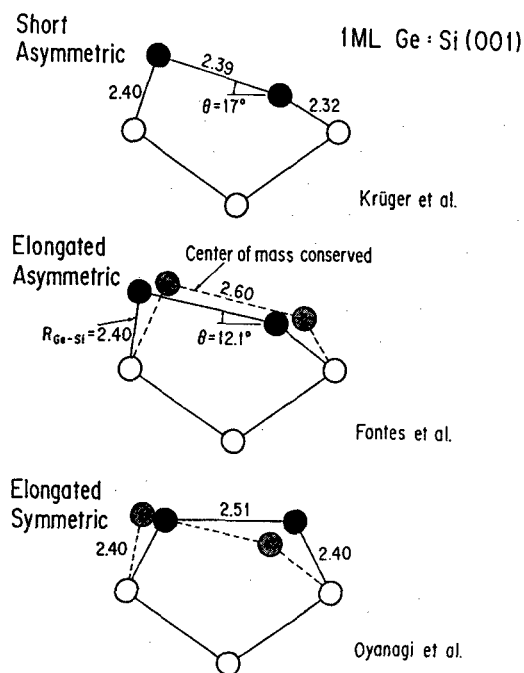 Short
Asymmetric
1ML Ge : Si (001)
2.39
2.40
θ=17°
2.32
Krüger et al.
Elongated
Asymmetric
Center of mass conserved
2.60
R Ge-Si =2.40
θ=12.1°
Fontes et al.
Elongated
Symmetric
2.51
2.40
2.40
Oyanagi et al.